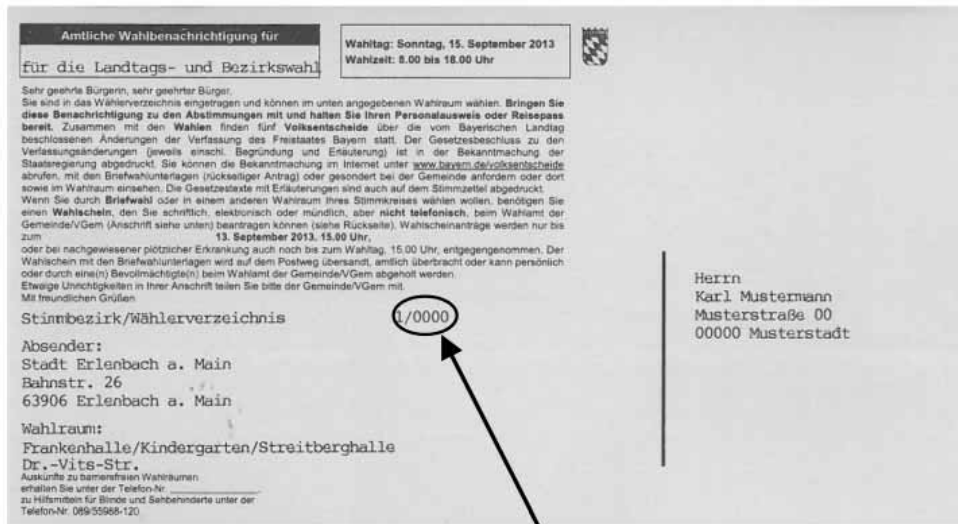 Amtliche Wahlbenachrichtigung für
für die Landtags- und Bezirkswahl
Wahltag: Sonntag, 15. September 2013
Wahlzeit: 8.00 bis 18.00 Uhr
Sehr geehrte Bürgerin, sehr geehrter Bürger,
Sie sind in das Wählerverzeichnis eingetragen und können im unten angegebenen Wahlraum wählen. Bringen Sie
diese Benachrichtigung zu den Abstimmungen mit und halten Sie Ihren Personalausweis oder Reisepass
bereit. Zusammen mit den Wahlen finden fünf Volksentscheide über die vom Bayerischen Landtag
beschlossenen Änderungen der Verfassung des Freistaates Bayern statt. Der Gesetzesbeschluss zu den
Verfassungsänderungen (jeweils einschl. Begründung und Erläuterung) ist in der Bekanntmachung der
Staatsregierung abgedruckt. Sie können die Bekanntmachung im Internet unter www.bayern.de/volksentscheide
abrufen, mit den Briefwahlunterlagen (rückseitiger Antrag) oder gesondert bei der Gemeinde anfordern oder dort
sowie im Wahlraum einsehen. Die Gesetzestexte mit Erläuterungen sind auch auf dem Stimmzettel abgedruckt.
Wenn Sie durch Briefwahl oder in einem anderen Wahlraum Ihres Stimmkreises wählen wollen, benötigen Sie
einen Wahlschein, den Sie schriftlich, elektronisch oder mündlich, aber nicht telefonisch, beim Wahlamt der
Gemeinde/VGem (Anschrift siehe unten) beantragen können (siehe Rückseite). Wahlscheinanträge werden nur bis
zum 13. September 2013, 15.00 Uhr,
oder bei nachgewiesener plötzlicher Erkrankung auch noch bis zum Wahltag, 15.00 Uhr, entgegengenommen. Der
Wahlschein mit den Briefwahlunterlagen wird auf dem Postweg übersandt, amtlich überbracht oder kann persönlich
oder durch eine(n) Bevollmächtigte(n) beim Wahlamt der Gemeinde/VGem abgeholt werden.
Etwaige Unrichtigkeiten in Ihrer Anschrift teilen Sie bitte der Gemeinde/VGem mit.
Mit freundlichen Grüßen
Stimmbezirk/Wählerverzeichnis 1/0000
Absender:
Stadt Erlenbach a. Main
Bahnstr. 26
63906 Erlenbach a. Main
Wahlraum:
Frankenhalle/Kindergarten/Streitberghalle
Dr.-Vits-Str.
Auskünfte zu barrierefreien Wahlräumen
erhalten Sie unter der Telefon-Nr.
zu Hilfsmitteln für Blinde und Sehbehinderte unter der
Telefon-Nr. 089/55988-120
Herrn
Karl Mustermann
Musterstraße 00
00000 Musterstadt